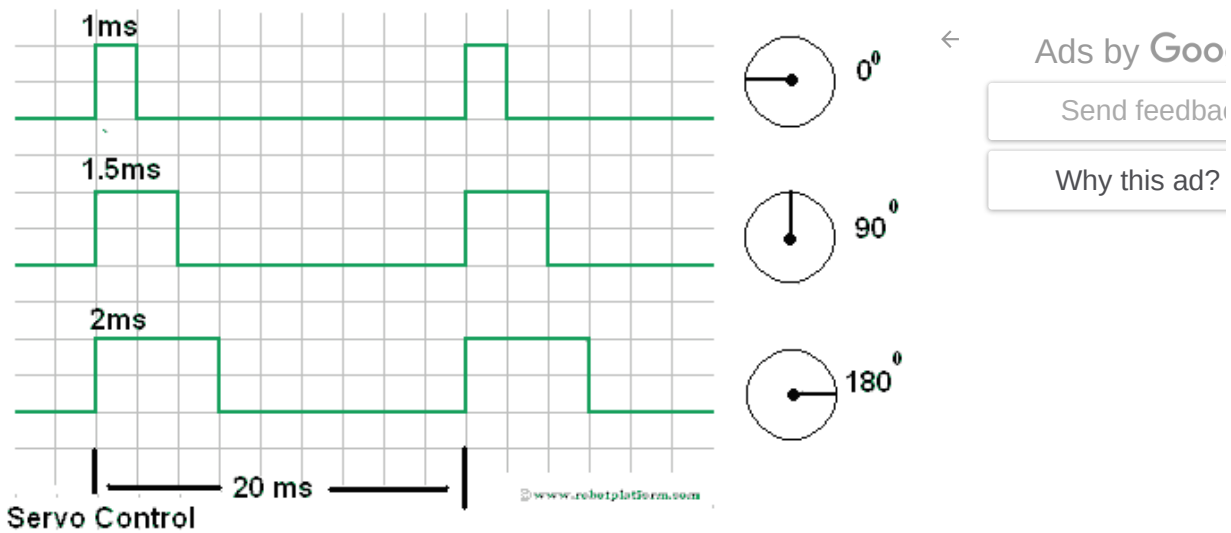 1ms
0⁰
←
Ads by Goo
Send feedbac
Why this ad?
1.5ms
90⁰
2ms
180⁰
20 ms
©www.robotplatform.com
Servo Control